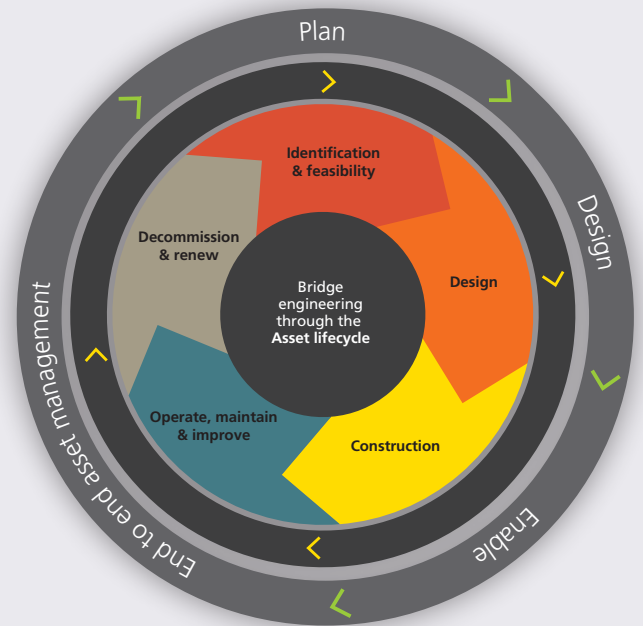 Plan
Design
Enable
End to end asset management
Identification
& feasibility
Design
Construction
Operate, maintain
& improve
Decommission
& renew
Bridge
engineering
through the
Asset lifecycle